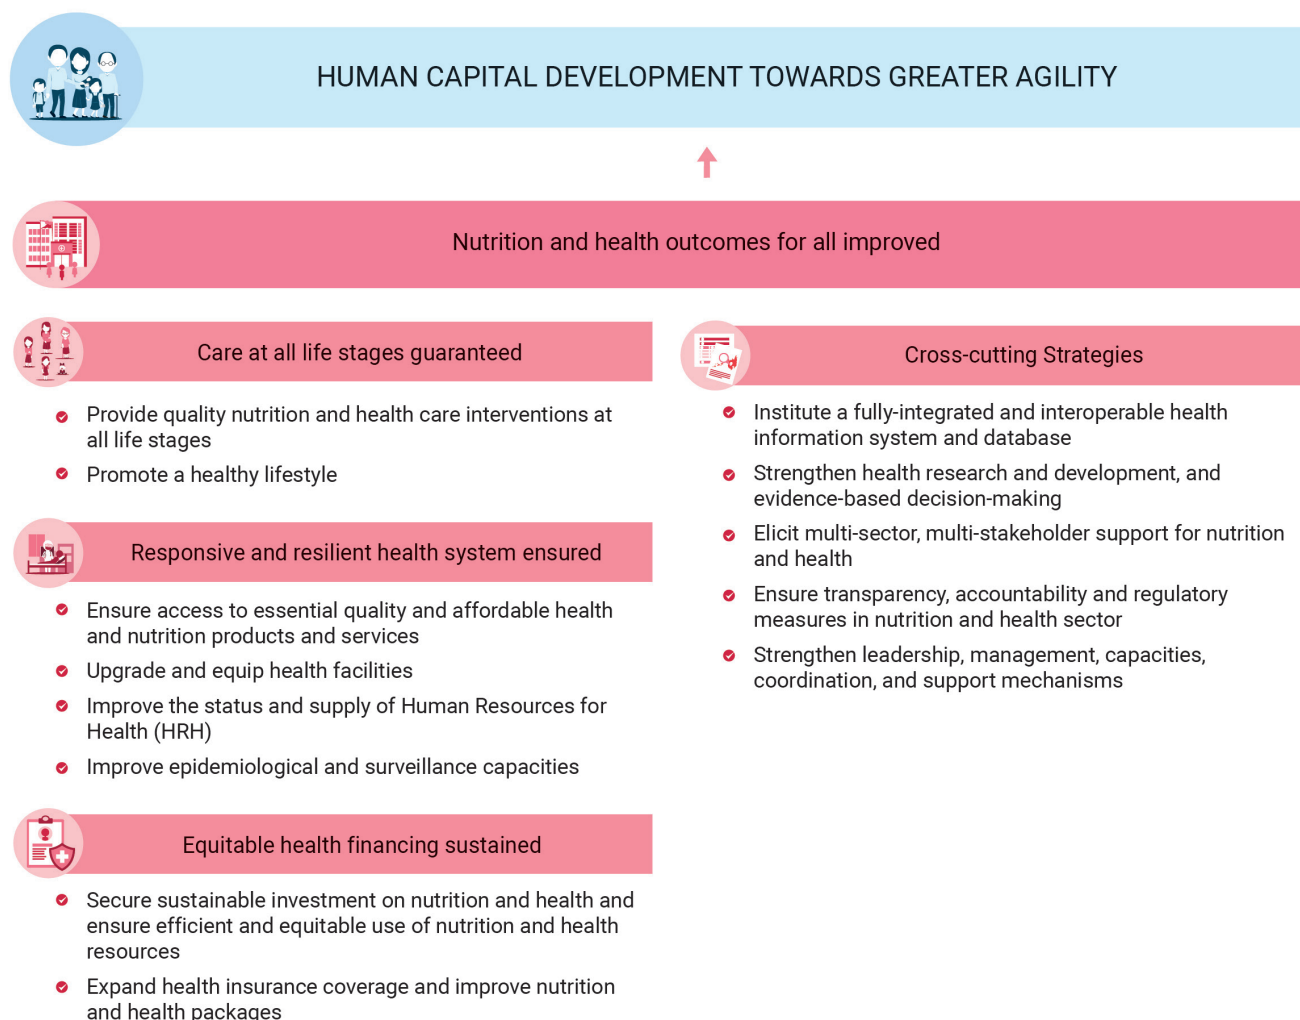 HUMAN CAPITAL DEVELOPMENT TOWARDS GREATER AGILITY
Nutrition and health outcomes for all improved
Care at all life stages guaranteed
Provide quality nutrition and health care interventions at
all life stages
Promote a healthy lifestyle
Responsive and resilient health system ensured
Ensure access to essential quality and affordable health
and nutrition products and services
Upgrade and equip health facilities
Improve the status and supply of Human Resources for
Health (HRH)
Improve epidemiological and surveillance capacities
Equitable health financing sustained
Secure sustainable investment on nutrition and health and
ensure efficient and equitable use of nutrition and health
resources
Expand health insurance coverage and improve nutrition
and health packages
Cross-cutting Strategies
Institute a fully-integrated and interoperable health
information system and database
Strengthen health research and development, and
evidence-based decision-making
Elicit multi-sector, multi-stakeholder support for nutrition
and health
Ensure transparency, accountability and regulatory
measures in nutrition and health sector
Strengthen leadership, management, capacities,
coordination, and support mechanisms